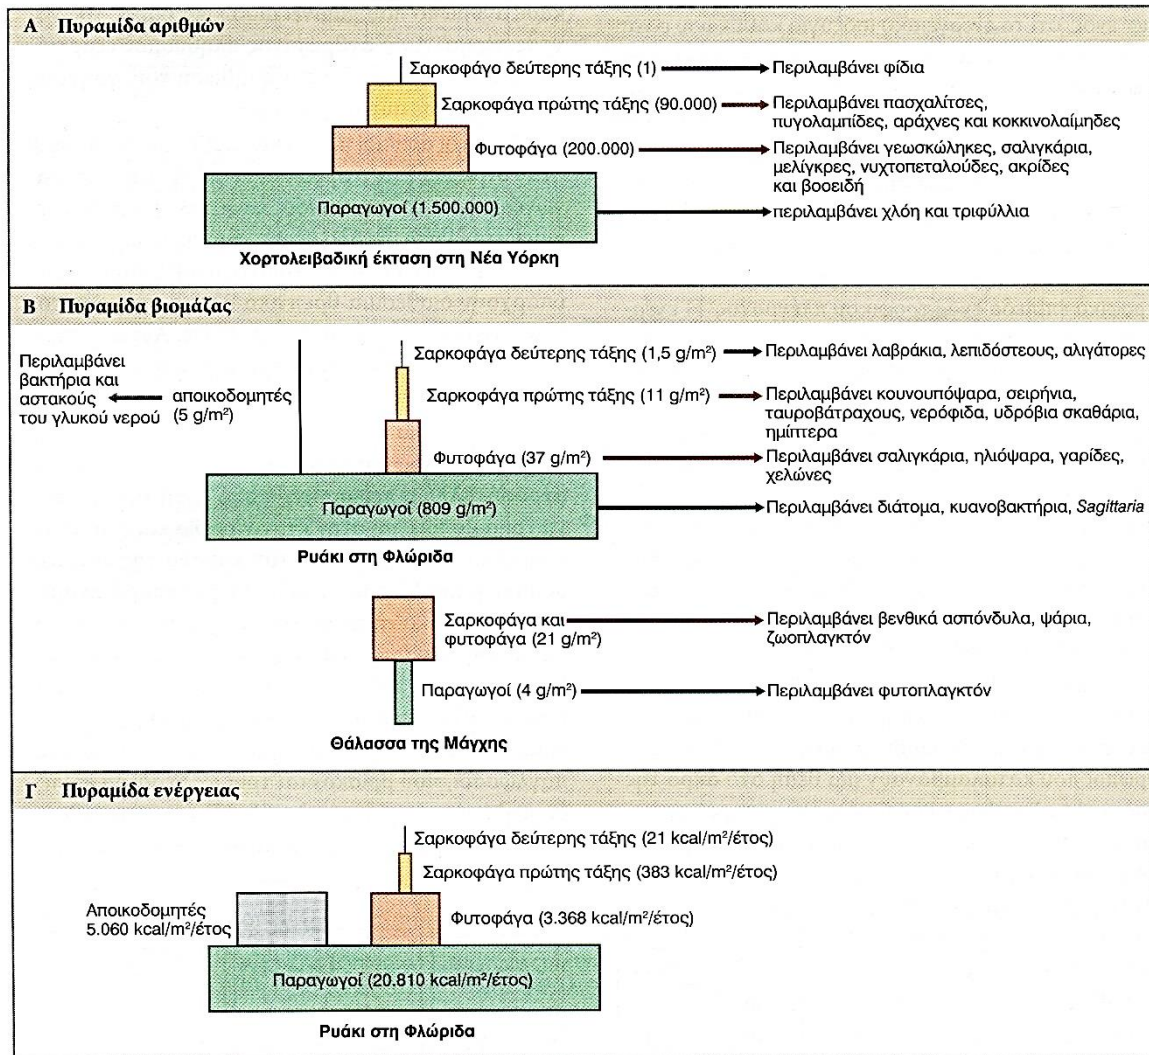 Α Πυραμίδα αριθμών
Σαρκοφάγο δεύτερης τάξης (1)
Περιλαμβάνει φίδια
Σαρκοφάγα πρώτης τάξης (90.000)
Περιλαμβάνει πασχαλίτσες,
πυγολαμπίδες, αράχνες και κοκκινολαίμηδες
Φυτοφάγα (200.000)
Περιλαμβάνει γεωσκώληκες, σαλιγκάρια,
μελίγκρες, νυχτοπεταλούδες, ακρίδες
και βοοειδή
Παραγωγοί (1.500.000)
περιλαμβάνει χλόη και τριφύλλια
Χορτολειβαδική έκταση στη Νέα Υόρκη
Β Πυραμίδα βιομάζας
Περιλαμβάνει
βακτήρια και
αστακούς
του γλυκού νερού
αποικοδομητές
(5 g/m²)
Σαρκοφάγα δεύτερης τάξης (1,5 g/m²)
Περιλαμβάνει λαβράκια, λεπιδόστεους, αλιγάτορες
Σαρκοφάγα πρώτης τάξης (11 g/m²)
Περιλαμβάνει κουνουπόψαρα, σειρήνια,
ταυροβάτραχους, νερόφιδα, υδρόβια σκαθάρια,
ημίπτερα
Φυτοφάγα (37 g/m²)
Περιλαμβάνει σαλιγκάρια, ηλιόψαρα, γαρίδες,
χελώνες
Παραγωγοί (809 g/m²)
Περιλαμβάνει διάτομα, κυανοβακτήρια, Sagittaria
Ρυάκι στη Φλώριδα
Σαρκοφάγα και
φυτοφάγα (21 g/m²)
Περιλαμβάνει βενθικά ασπόνδυλα, ψάρια,
ζωοπλαγκτόν
Παραγωγοί (4 g/m²)
Περιλαμβάνει φυτοπλαγκτόν
Θάλασσα της Μάγχης
Γ Πυραμίδα ενέργειας
Σαρκοφάγα δεύτερης τάξης (21 kcal/m²/έτος)
Σαρκοφάγα πρώτης τάξης (383 kcal/m²/έτος)
Αποικοδομητές
5.060 kcal/m²/έτος
Φυτοφάγα (3.368 kcal/m²/έτος)
Παραγωγοί (20.810 kcal/m²/έτος)
Ρυάκι στη Φλώριδα